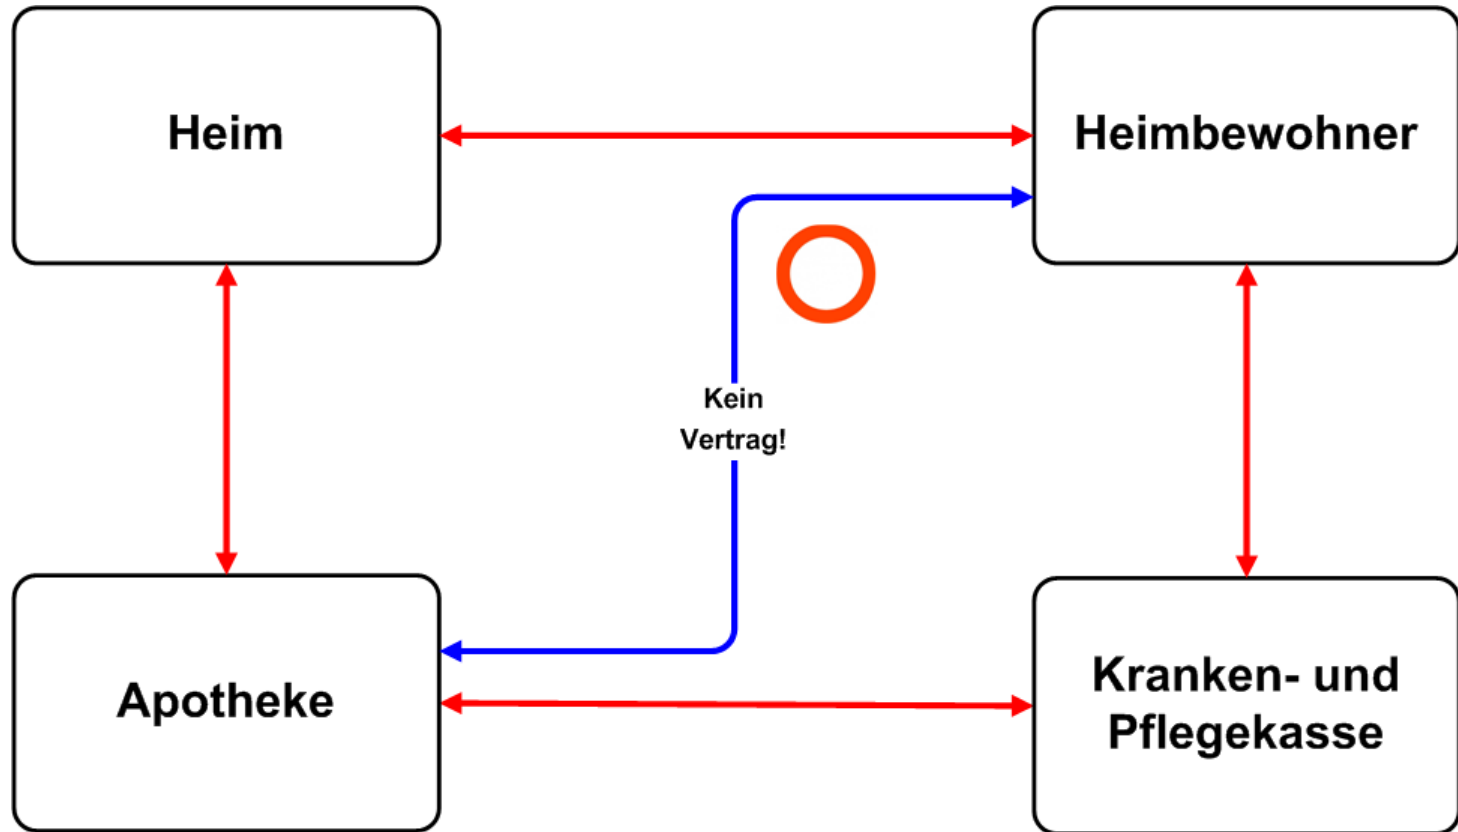 Heim
Heimbewohner
Kein
Vertrag!
Apotheke
Kranken- und
Pflegekasse